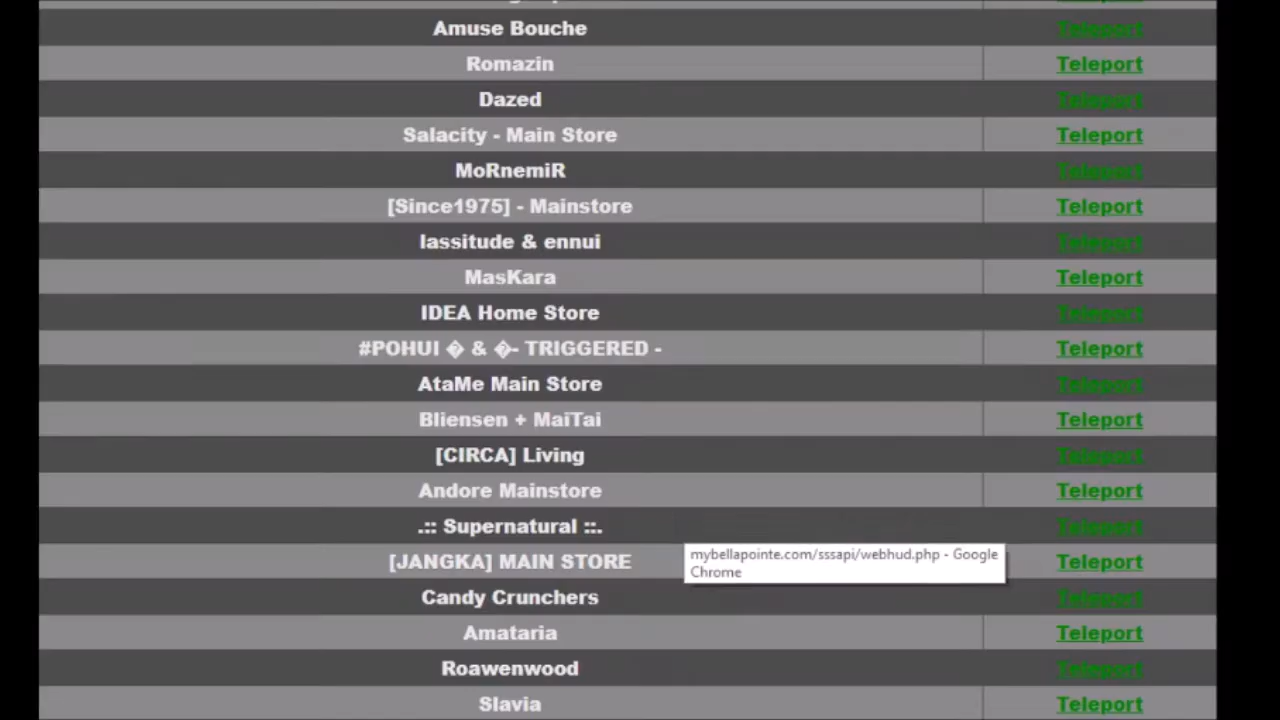 Amuse Bouche Teleport
Romazin Teleport
Dazed Teleport
Salacity - Main Store Teleport
MoRnemiR Teleport
[Since1975] - Mainstore Teleport
lassitude & ennui Teleport
MasKara Teleport
IDEA Home Store Teleport
#POHUI � & �- TRIGGERED - Teleport
AtaMe Main Store Teleport
Bliensen + MaiTai Teleport
[CIRCA] Living Teleport
Andore Mainstore Teleport
.:: Supernatural ::. Teleport
[JANGKA] MAIN STORE Teleport
mybellapointe.com/sssapi/webhud.php - Google
Chrome
Candy Crunchers Teleport
Amataria Teleport
Roawenwood Teleport
Slavia Teleport